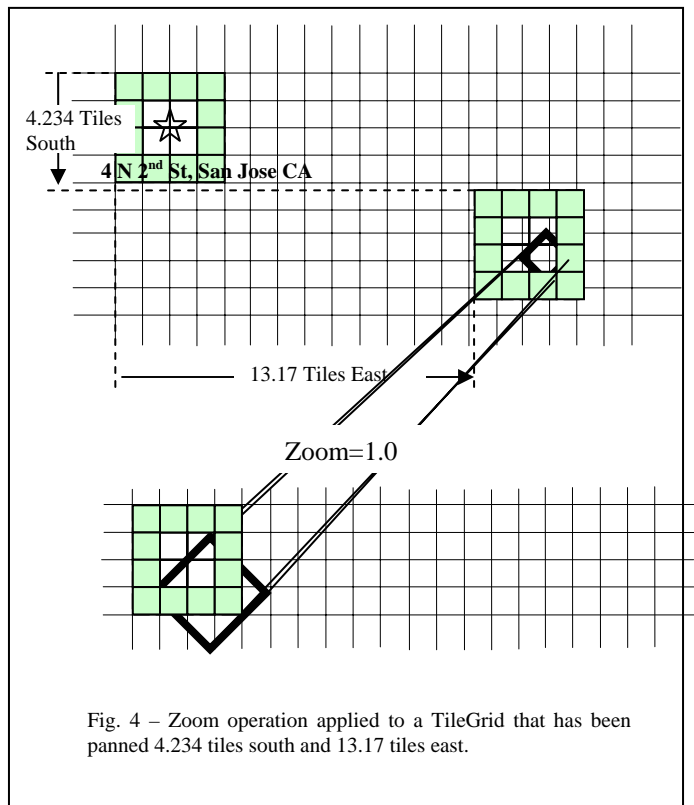 4.234 Tiles
South
4 N 2nd St, San Jose CA
13.17 Tiles East
Zoom=1.0
Fig. 4 – Zoom operation applied to a TileGrid that has been
panned 4.234 tiles south and 13.17 tiles east.